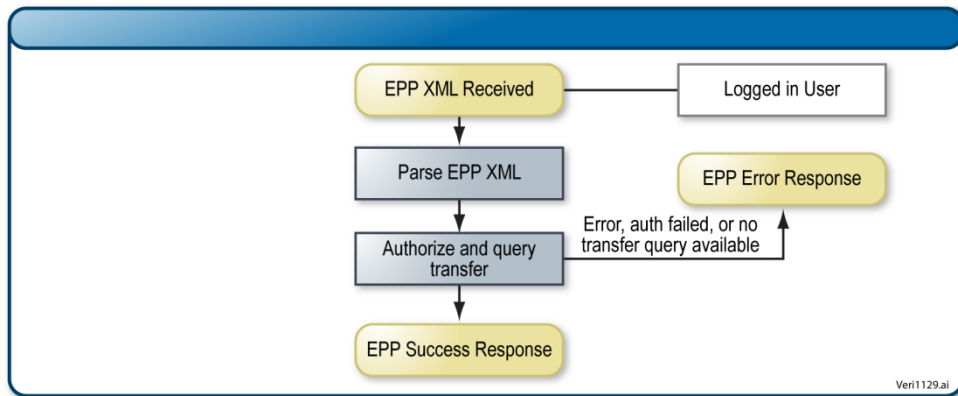 EPP XML Received
Logged in User
Parse EPP XML
EPP Error Response
Error, auth failed, or no
transfer query available
Authorize and query
transfer
EPP Success Response
Veri1129.ai